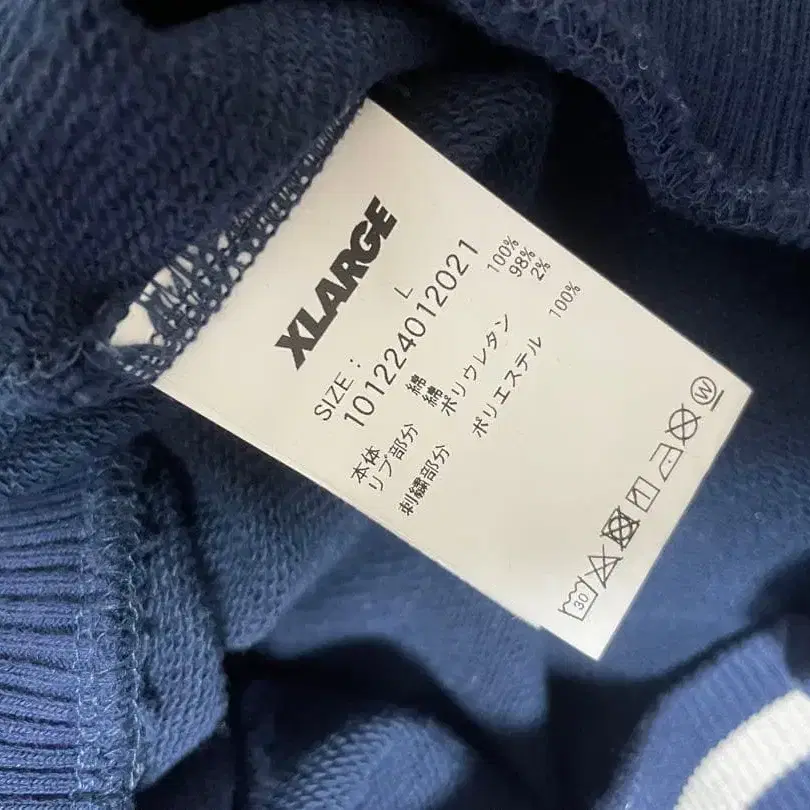 XLARGE
SIZE: L
101224012021
本体 綿 100%
リブ部分 綿 98%
ポリウレタン 2%
刺繍部分 ポリエステル 100%
30
W